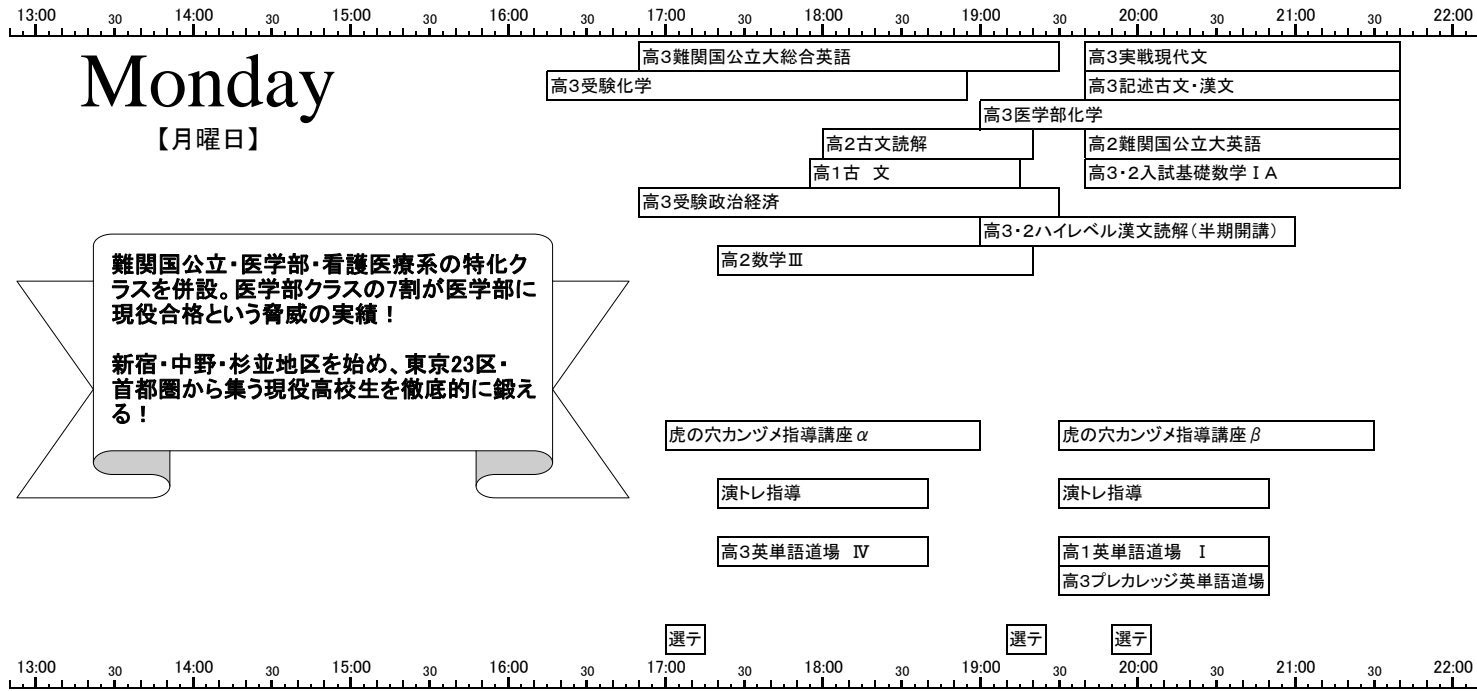 13:00 30 14:00 30 15:00 30 16:00 30 17:00 30 18:00 30 19:00 30 20:00 30 21:00 30 22:00
Monday
【月曜日】
高3難関国公立大総合英語 高3実戦現代文
高3受験化学 高3記述古文・漢文
高3医学部化学
高2古文読解 高2難関国公立大英語
高1古　文 高3・2入試基礎数学ⅠA
高3受験政治経済
高3・2ハイレベル漢文読解（半期開講）
高2数学Ⅲ
難関国公立・医学部・看護医療系の特化ク
ラスを併設。医学部クラスの7割が医学部に
現役合格という脅威の実績！
新宿・中野・杉並地区を始め、東京23区・
首都圏から集う現役高校生を徹底的に鍛え
る！
虎の穴カンヅメ指導講座α 虎の穴カンヅメ指導講座β
演トレ指導 演トレ指導
高3英単語道場　Ⅳ 高1英単語道場　Ⅰ
高3プレカレッジ英単語道場
選テ 選テ 選テ
13:00 30 14:00 30 15:00 30 16:00 30 17:00 30 18:00 30 19:00 30 20:00 30 21:00 30 22:00